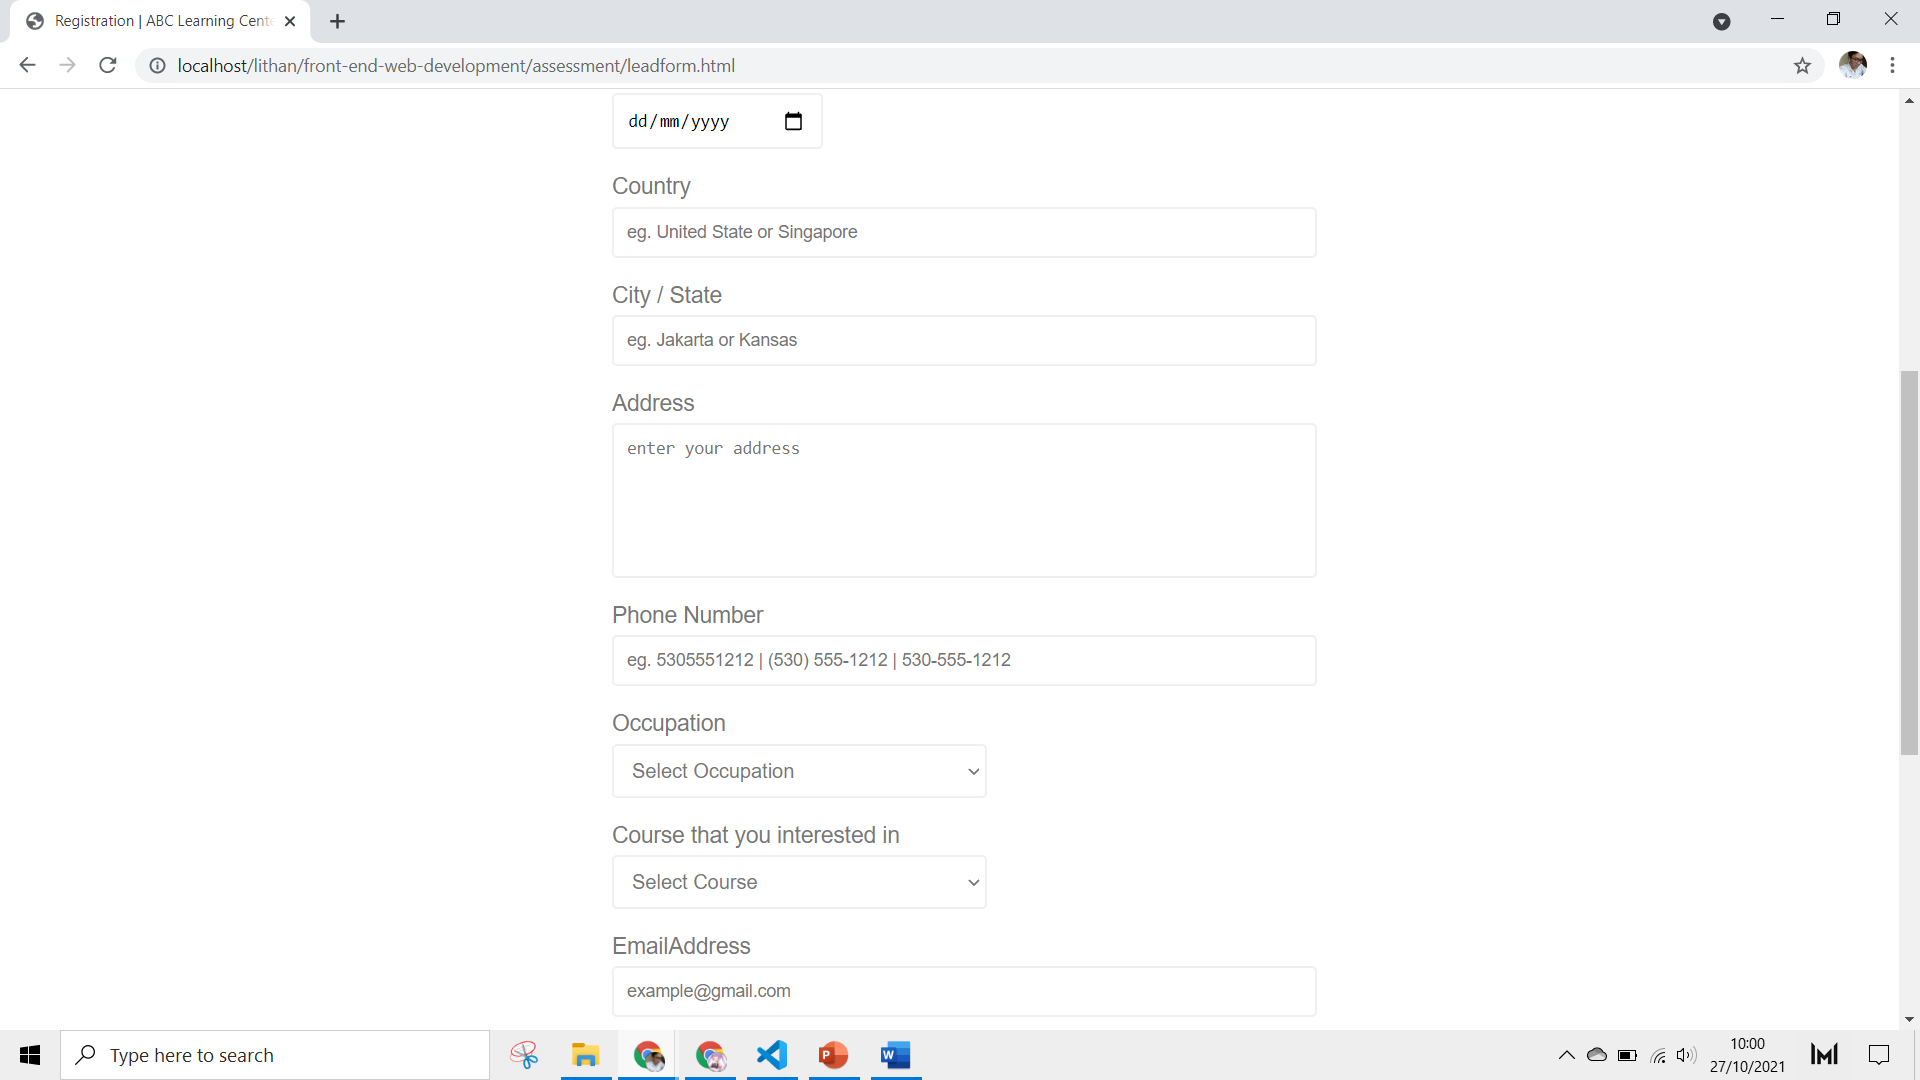 Registration | ABC Learning Cente
localhost/lithan/front-end-web-development/assessment/leadform.html
dd/mm/yyyy
Country
eg. United State or Singapore
City / State
eg. Jakarta or Kansas
Address
enter your address
Phone Number
eg. 5305551212 | (530) 555-1212 | 530-555-1212
Occupation
Select Occupation
Course that you interested in
Select Course
EmailAddress
example@gmail.com
Type here to search
P
W
10:00
27/10/2021